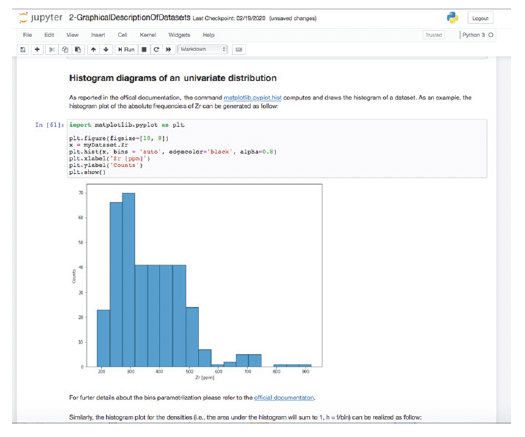 jupyter 2-GraphicalDescriptionOfDatasets Last Checkpoint: 02/19/2020 (unsaved changes)
Logout
File Edit View Insert Cell Kernel Widgets Help
Trusted Python 3
Run Markdown
Histogram diagrams of an univariate distribution
As reported in the offical documentation, the command matplotlib.pyplot.hist computes and draws the histogram of a dataset. As an example, the
histogram plot of the absolute frequencies of Zr can be generated as follow:
In [61]: import matplotlib.pyplot as plt
plt.figure(figsize=(10, 8))
x = myDataset.Zr
plt.hist(x, bins = 'auto', edgecolor='black', alpha=0.8)
plt.xlabel('Zr [ppm]')
plt.ylabel('Counts')
plt.show()
70
60
50
40
30
20
10
0
Counts
200 300 400 500 600 700 800 900
Zr [ppm]
For furter details about the bins parametrization please refer to the official documentation.
Similarly, the histogram plot for the densities (i.e., the area under the histogram will sum to 1,